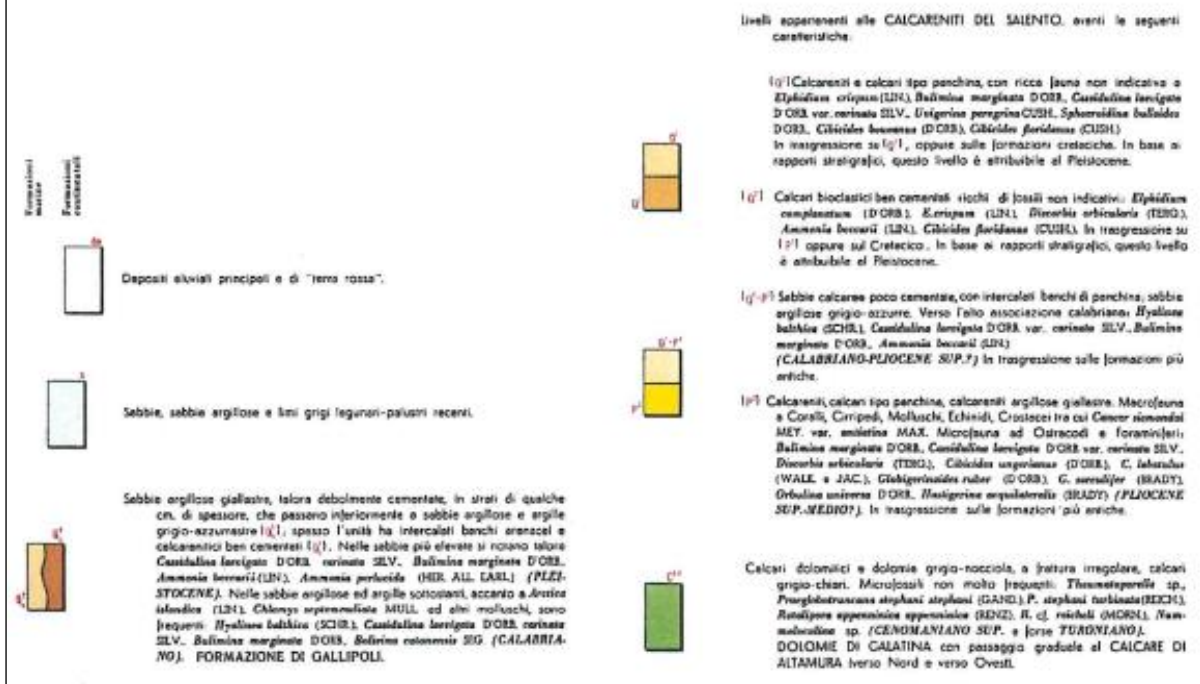 Formazioni
marine
Formazioni
continentali
Depositi alluviali principali e di "terra rossa".
s
Sabbie, sabbie argillose e limi grigi lagunari-palustri recenti.
Sabbie argillose giallastre, talora debolmente cementate, in strati di qualche
cm. di spessore, che passano inferiormente a sabbie argillose e argille
grigio-azzurrastre; spesso l'unità ha intercalati banchi arenacei e
calcarenitici ben cementati. Nelle sabbie più elevate si notano talora
Cassidulina laevigata D'ORB. carinata SILV., Bulimina marginata D'ORB.,
Ammonia beccarii (LIN.), Ammonia perlucida (HER. ALL. EARL.) (PLEI-
STOCENE). Nelle sabbie argillose ed argille sottostanti, accanto a Arctica
islandica (LIN.), Chlamys septemradiata MULL. ed altri molluschi, sono
frequenti: Hyalinea balthica (SCHR.), Cassidulina laevigata D'ORB. carinata
SILV., Bulimina marginata D'ORB., Bolivina catanensis SIG. (CALABRIA-
NO). FORMAZIONE DI GALLIPOLI.
Livelli appartenenti alle CALCARENITI DEL SALENTO, aventi le seguenti
caratteristiche:
Calcareniti e calcari tipo panchina, con ricca fauna non indicativa a
Elphidium crispum (LIN.), Bulimina marginata D'ORB., Cassidulina laevigata
D'ORB. var. carinata SILV., Uvigerina peregrina CUSH., Sphaeroidina bulloides
D'ORB., Cibicides boueanus (D'ORB.), Cibicides floridanus (CUSH.)
In trasgressione su, oppure sulle formazioni cretaciche. In base ai
rapporti stratigrafici, questo livello è attribuibile al Pleistocene.
Calcari bioclastici ben cementati ricchi di fossili non indicativi: Elphidium
complanatum (D'ORB.), E. crispum (LIN.), Discorbis orbicularis (TERQ.),
Ammonia beccarii (LIN.), Cibicides floridanus (CUSH.). In trasgressione su
oppure sul Cretacico. In base ai rapporti stratigrafici, questo livello
è attribuibile al Pleistocene.
Sabbie calcaree poco cementate, con intercalati banchi di panchina; sabbie
argillose grigio-azzurre. Verso l'alto associazione calabriana: Hyalinea
balthica (SCHR.), Cassidulina laevigata D'ORB. var. carinata SILV., Bulimina
marginata D'ORB., Ammonia beccarii (LIN.)
(CALABRIANO-PLIOCENE SUP.?) In trasgressione sulle formazioni più
antiche.
Calcareniti, calcari tipo panchina, calcareniti argillose giallastre. Macrofauna
a Coralli, Cirripedi, Molluschi, Echinidi, Crostacei tra cui Cancer sismondai
MEY. var. antiatina MAX. Microfauna ad Ostracodi e Foraminiferi:
Bulimina marginata D'ORB., Cassidulina laevigata D'ORB. var. carinata SILV.,
Discorbis orbicularis (TERQ.), Cibicides ungerianus (D'ORB.), C. lobatulus
(WALK. e JAC.), Globigerinoides ruber (D'ORB.), G. sacculifer (BRADY),
Orbulina universa D'ORB., Hastigerina aequilateralis (BRADY) (PLIOCENE
SUP.-MEDIO?). In trasgressione sulle formazioni più antiche.
Calcari dolomitici e dolomie grigio-nocciola, a frattura irregolare, calcari
grigio-chiari. Microfossili non molto frequenti: Thaumatoporella sp.,
Praeglobotruncana stephani stephani (GAND.), P. stephani turbinata (REICH.),
Rotalipora appenninica appenninica (RENZ), R. cf. reicheli (MORN.), Num-
moloculina sp. (CENOMANIANO SUP. e forse TURONIANO).
DOLOMIE DI GALATINA con passaggio graduale al CALCARE DI
ALTAMURA (verso Nord e verso Ovest).